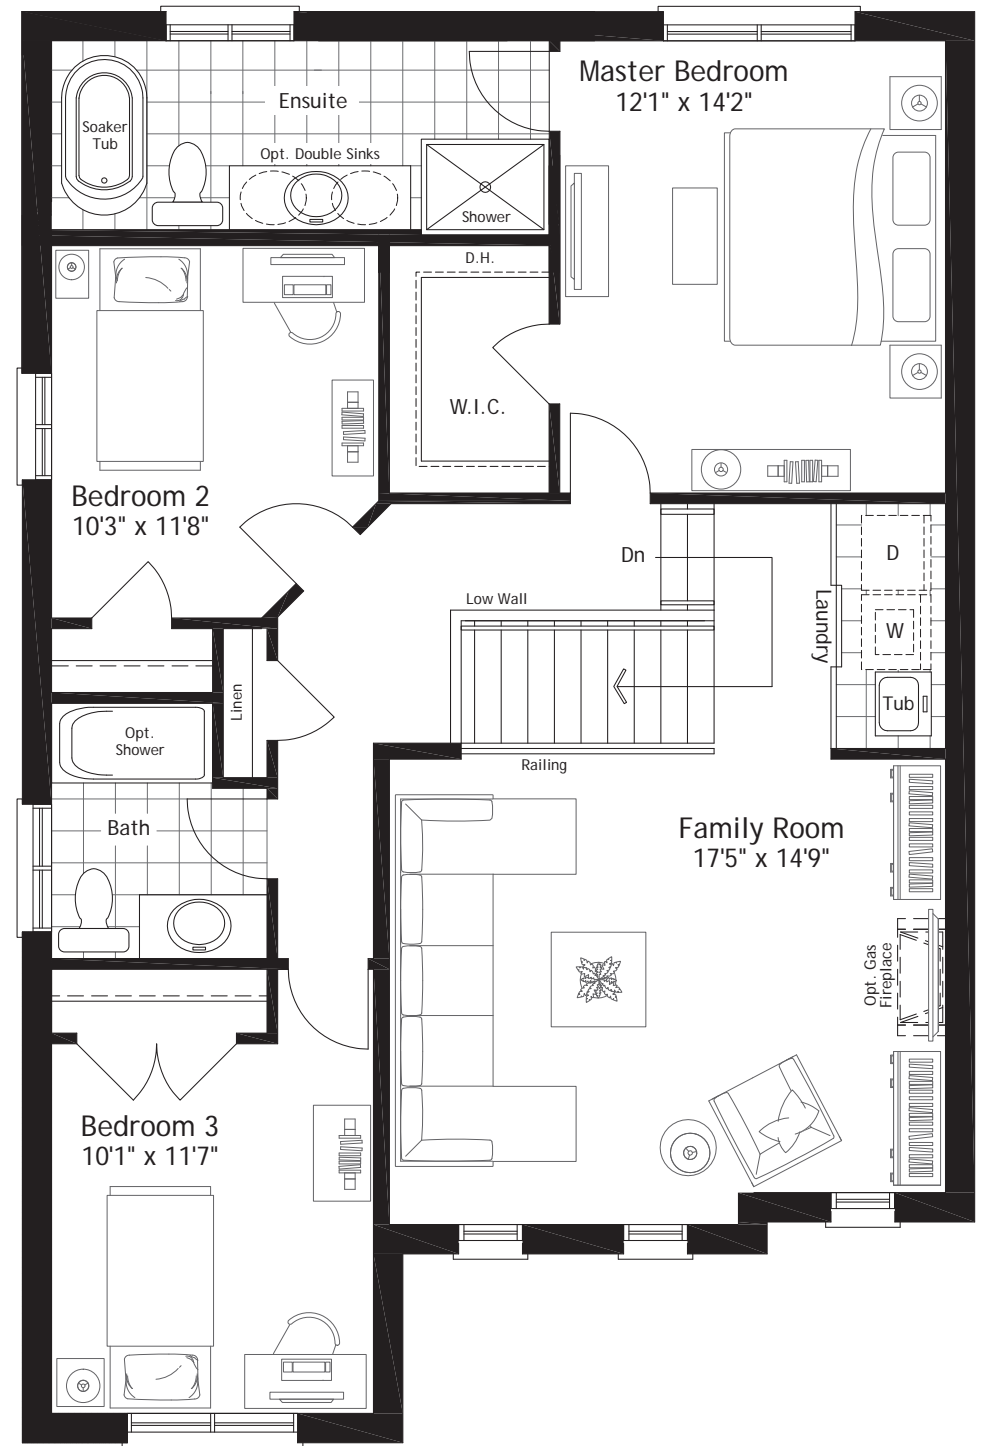 Master Bedroom
12'1" x 14'2"
Ensuite
Soaker
Tub
Opt. Double Sinks
Shower
D.H.
W.I.C.
Bedroom 2
10'3" x 11'8"
Dn
D
Low Wall
Laundry
W
Linen
Tub
Opt.
Shower
Railing
Bath
Family Room
17'5" x 14'9"
Opt. Gas
Fireplace
Bedroom 3
10'1" x 11'7"